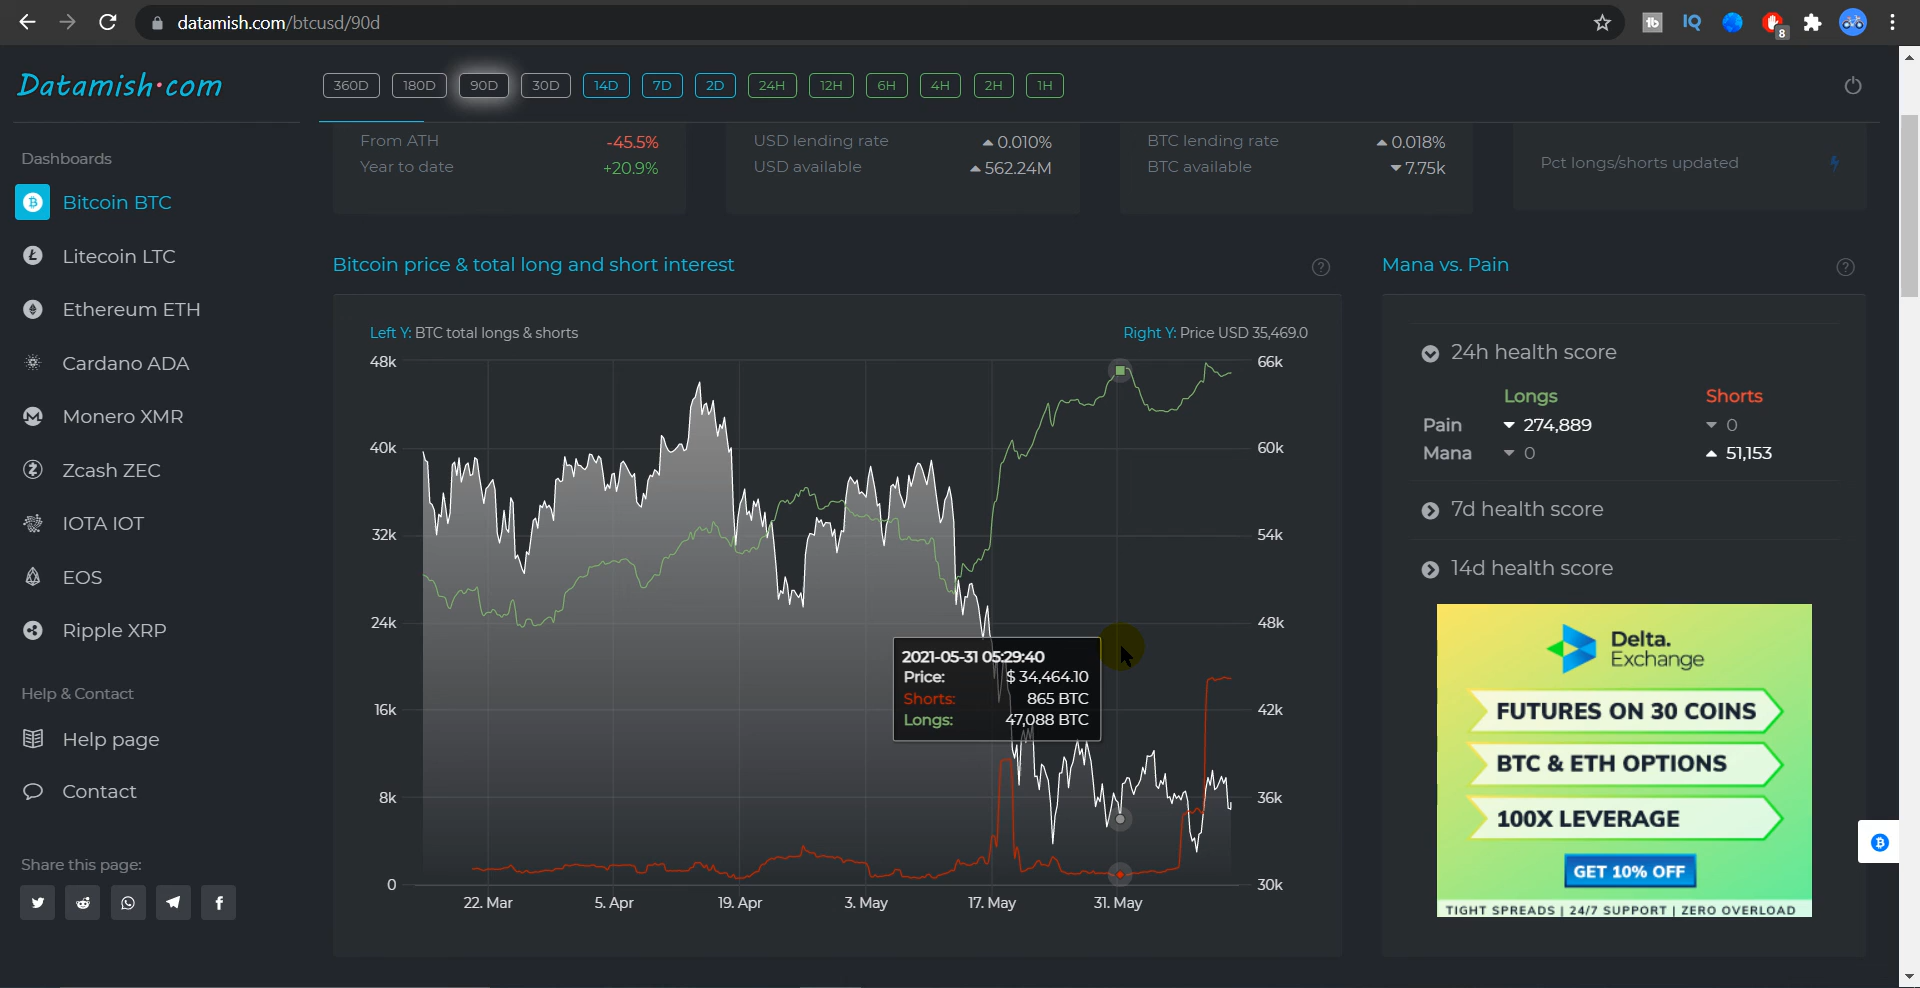 datamish.com/btcusd/90d
tb
IQ
8
Datamish.com
360D 180D 90D 30D 14D 7D 2D 24H 12H 6H 4H 2H 1H
Dashboards
Bitcoin BTC
Litecoin LTC
Ethereum ETH
Cardano ADA
Monero XMR
Zcash ZEC
IOTA IOT
EOS
Ripple XRP
Help & Contact
Help page
Contact
Share this page:
From ATH -45.5%
Year to date +20.9%
USD lending rate 0.010%
USD available 562.24M
BTC lending rate 0.018%
BTC available 7.75k
Pct longs/shorts updated
Bitcoin price & total long and short interest
?
Left Y: BTC total longs & shorts
Right Y: Price USD 35,469.0
48k 66k
40k 60k
32k 54k
24k 48k
16k 42k
8k 36k
0 30k
2021-05-31 05:29:40
Price: $ 34,464.10
Shorts: 865 BTC
Longs: 47,088 BTC
22. Mar 5. Apr 19. Apr 3. May 17. May 31. May
Mana vs. Pain
?
24h health score
Longs Shorts
Pain 274,889 0
Mana 0 51,153
7d health score
14d health score
Delta.
Exchange
FUTURES ON 30 COINS
BTC & ETH OPTIONS
100X LEVERAGE
GET 10% OFF
TIGHT SPREADS | 24/7 SUPPORT | ZERO OVERLOAD